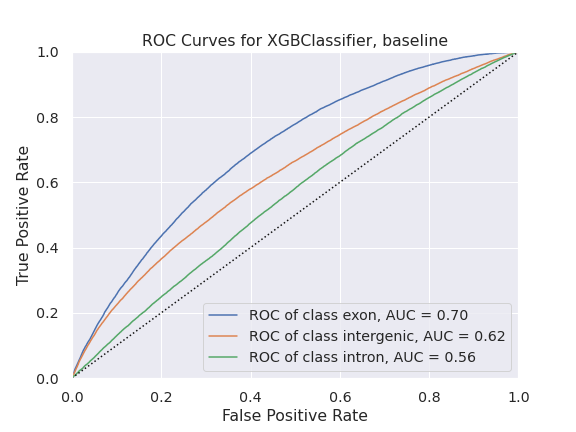 ROC Curves for XGBClassifier, baseline
1.0
0.8
0.6
0.4
0.2
0.0
True Positive Rate
ROC of class exon, AUC = 0.70
ROC of class intergenic, AUC = 0.62
ROC of class intron, AUC = 0.56
0.0 0.2 0.4 0.6 0.8 1.0
False Positive Rate